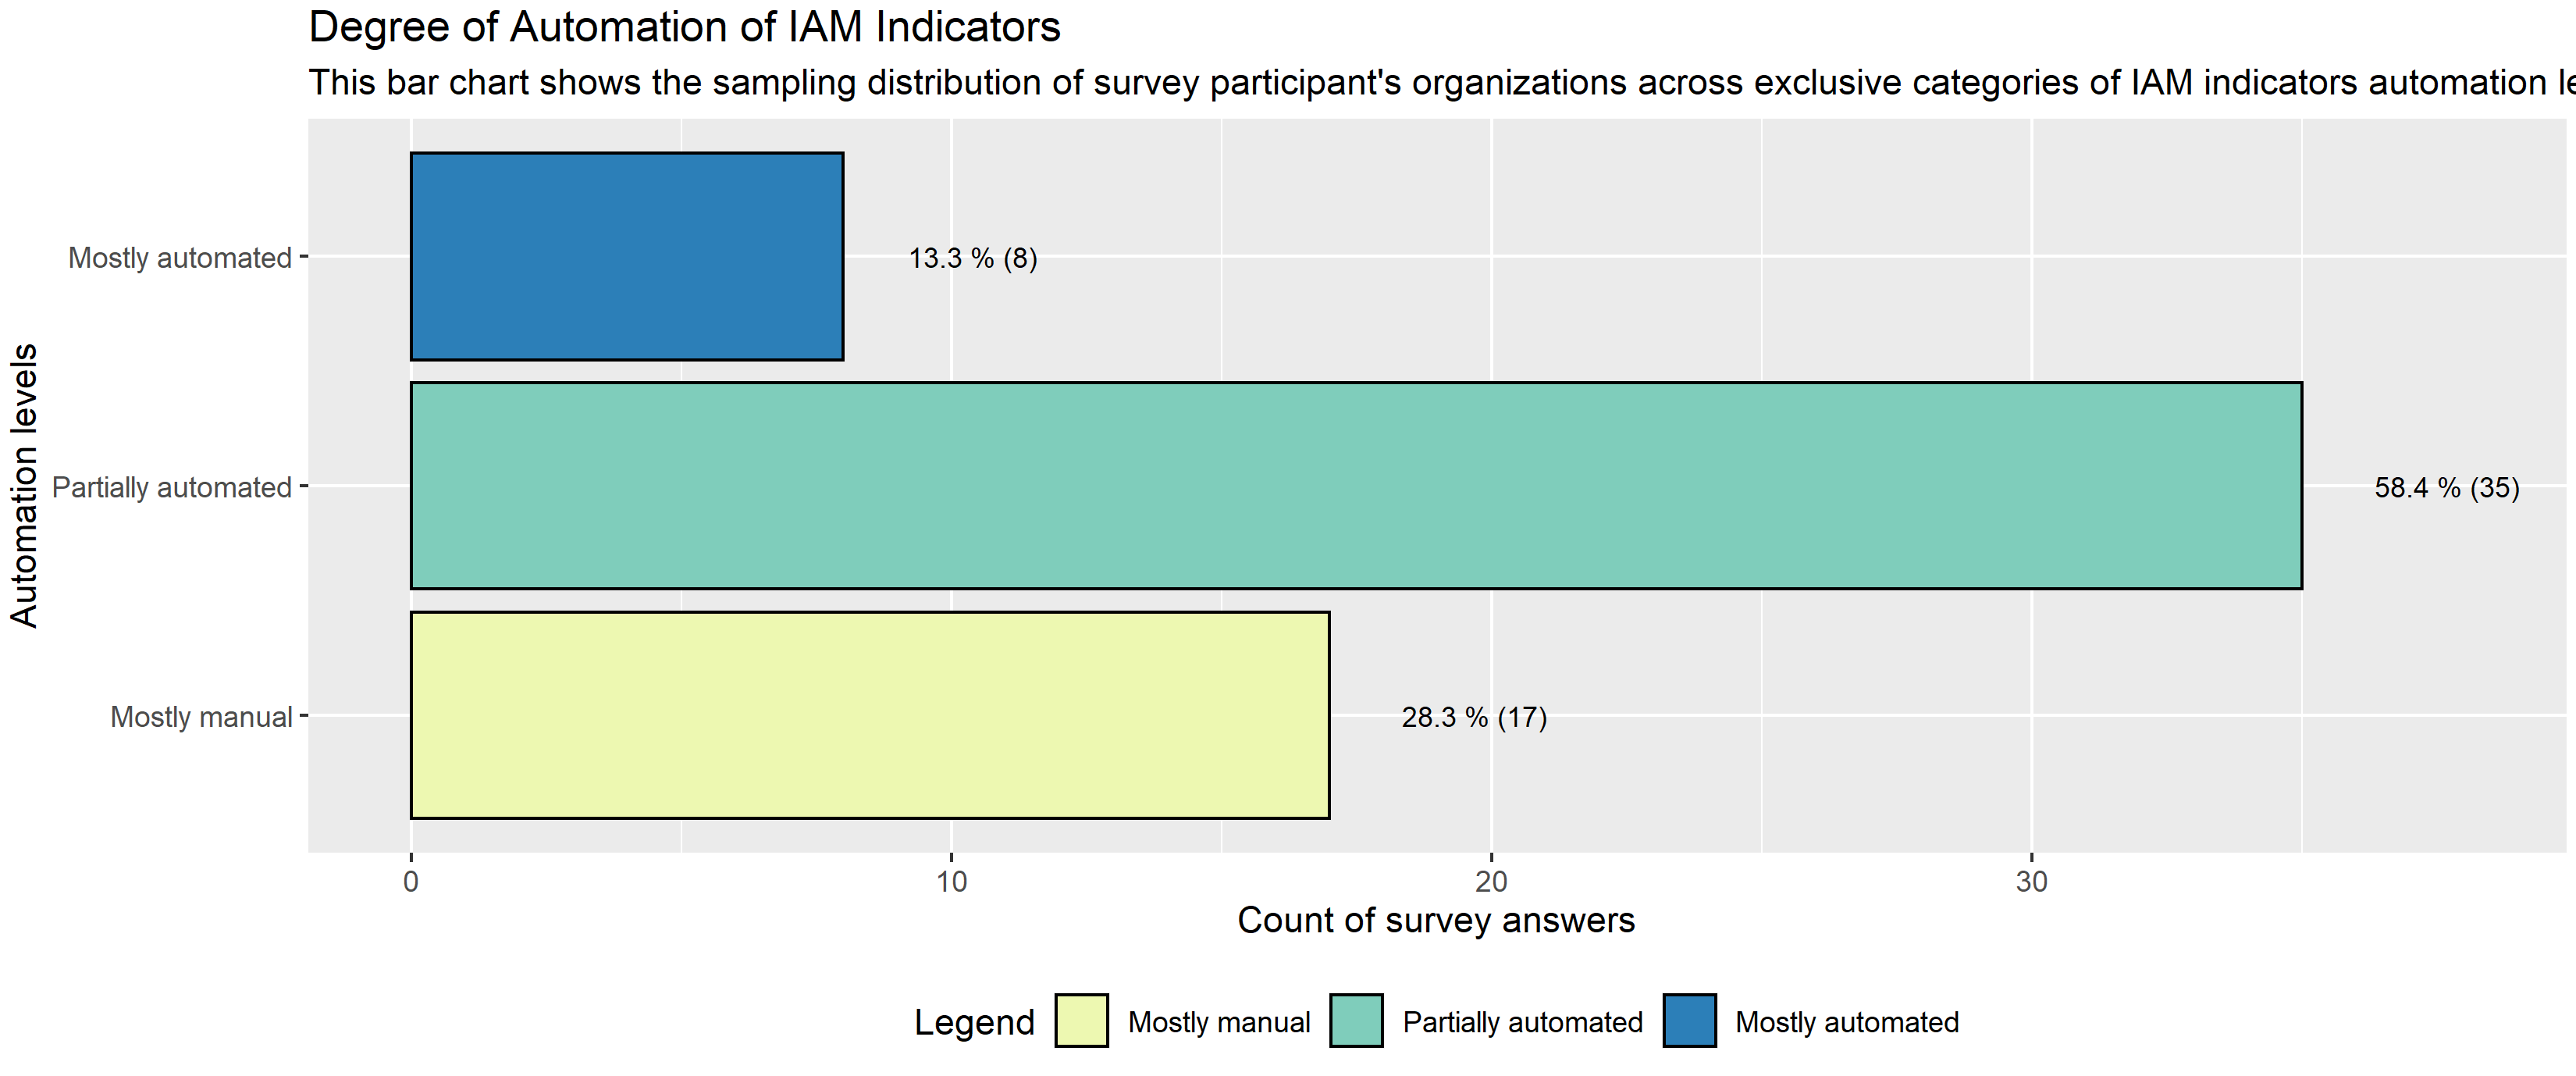 Degree of Automation of IAM Indicators
This bar chart shows the sampling distribution of survey participant's organizations across exclusive categories of IAM indicators automation le
Automation levels
Mostly automated
13.3 % (8)
Partially automated
58.4 % (35)
Mostly manual
28.3 % (17)
0 10 20 30
Count of survey answers
Legend Mostly manual Partially automated Mostly automated